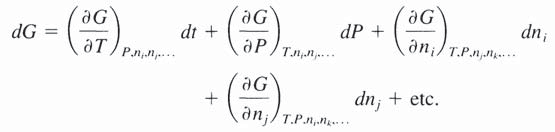 dG = (∂G/∂T)_{P,n_i,n_j,...} dt + (∂G/∂P)_{T,n_i,n_j,...} dP + (∂G/∂n_i)_{T,P,n_j,n_k,...} dn_i
+ (∂G/∂n_j)_{T,P,n_i,n_k,...} dn_j + etc.